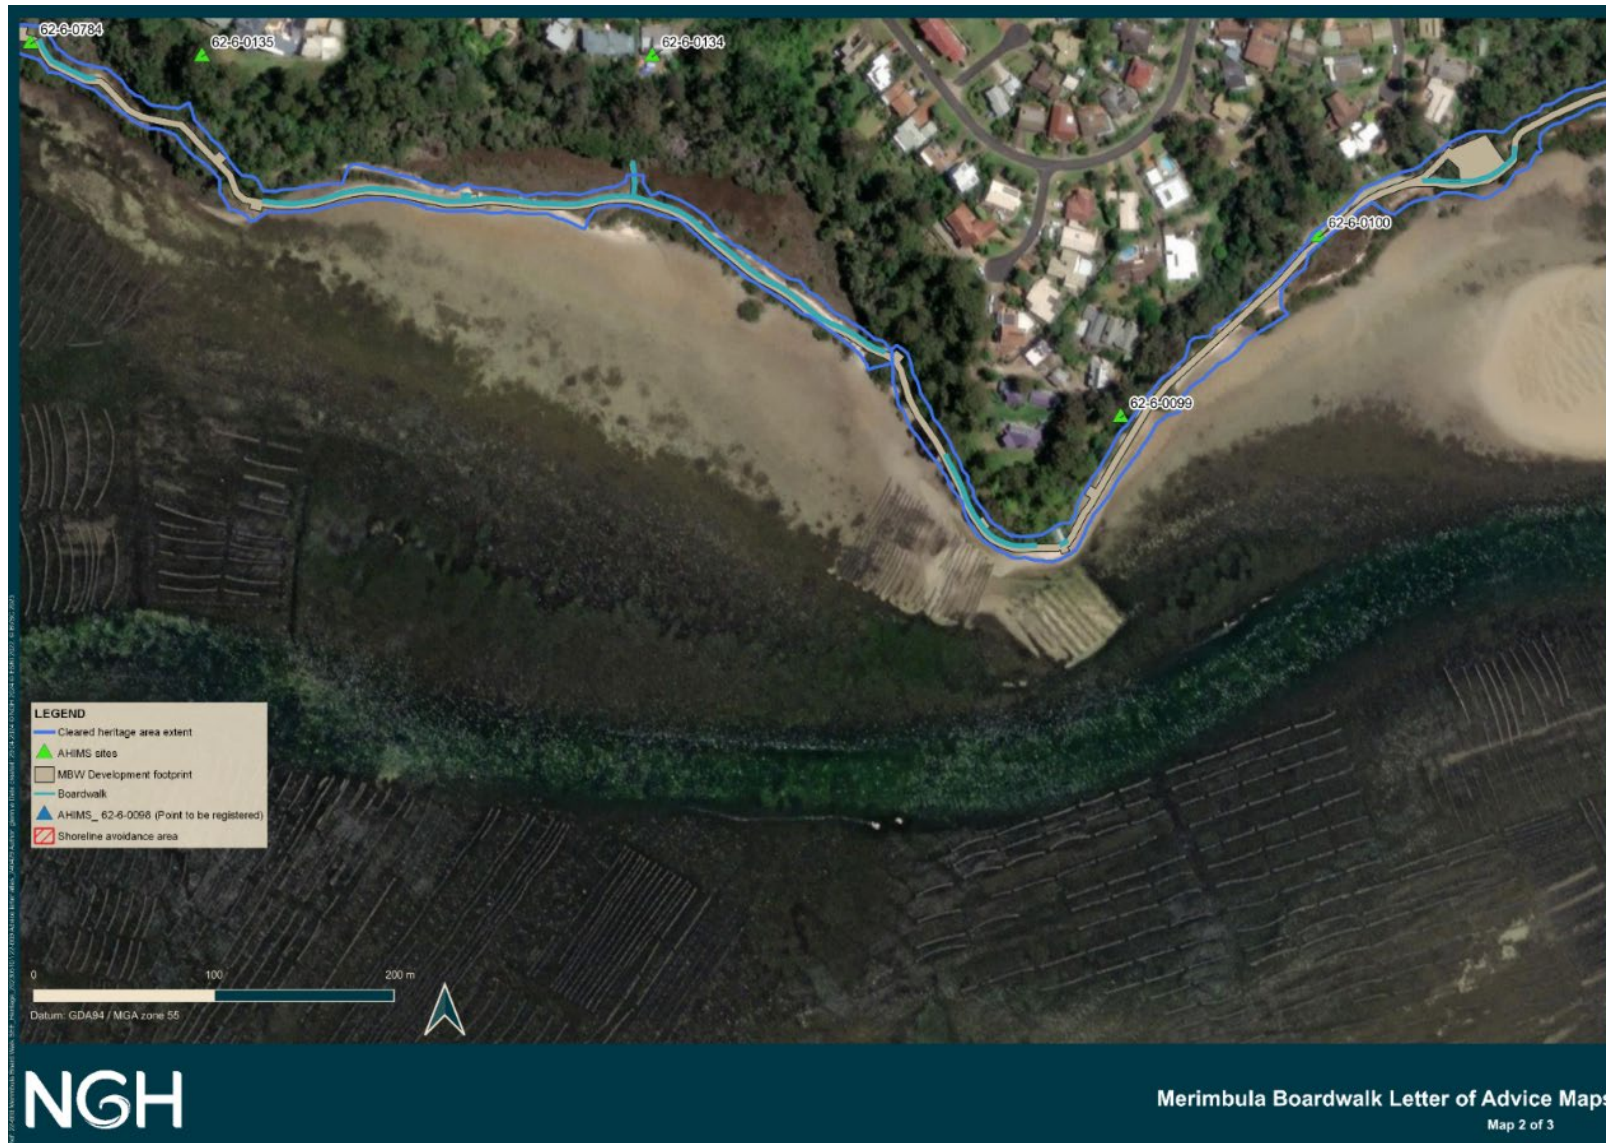 62-6-0784
62-6-0135
62-6-0134
62-6-0100
62-6-0099
LEGEND
Cleared heritage area extent
AHIMS sites
MBW Development footprint
Boardwalk
AHIMS_ 62-6-0098 (Point to be registered)
Shoreline avoidance area
0 100 200 m
Datum: GDA94 / MGA zone 55
NGH
Merimbula Boardwalk Letter of Advice Maps
Map 2 of 3